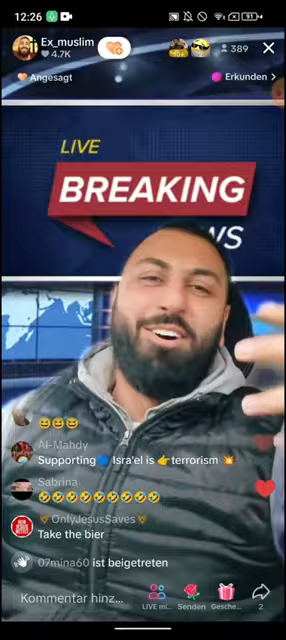 12:26
91
Ex_muslim
4.7K
389
Angesagt
Erkunden >
LIVE
BREAKING
WS
Al-Mahdy
Supporting🔵 Isra'el is 👉terrorism 💥
Sabrina
OnlyJesusSaves
Take the bier
07mina60 ist beigetreten
Kommentar hinz...
LIVE mi...
Senden
Gesche...
2